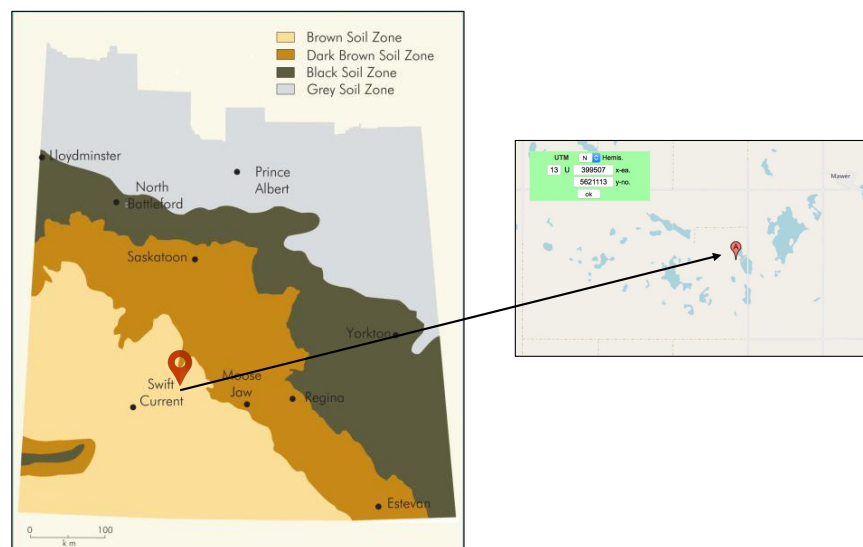 Brown Soil Zone
Dark Brown Soil Zone
Black Soil Zone
Grey Soil Zone
Lloydminster
Prince
Albert
North
Battleford
Saskatoon
Yorkton
Swift
Current
Moose
Jaw
Regina
Estevan
0 100
k m
UTM N Hemis.
13 U 399507 x-ea.
5621113 y-no.
ok
Mawer
A